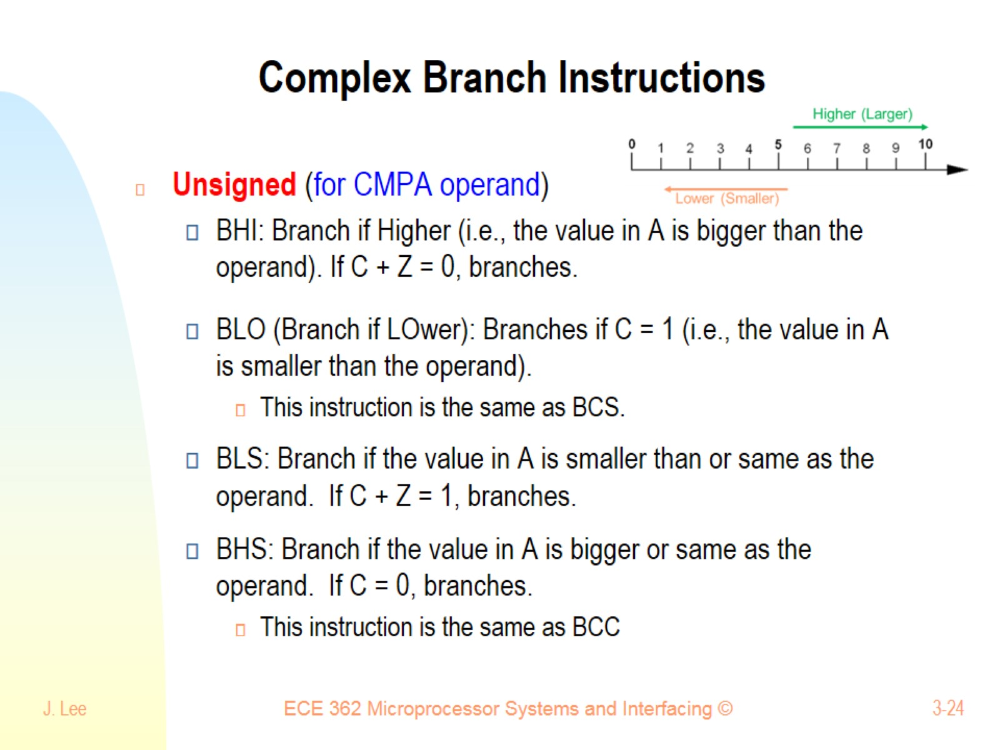 Complex Branch Instructions
Higher (Larger)
0 1 2 3 4 5 6 7 8 9 10
Lower (Smaller)
Unsigned (for CMPA operand)
BHI: Branch if Higher (i.e., the value in A is bigger than the
operand). If C + Z = 0, branches.
BLO (Branch if LOwer): Branches if C = 1 (i.e., the value in A
is smaller than the operand).
This instruction is the same as BCS.
BLS: Branch if the value in A is smaller than or same as the
operand. If C + Z = 1, branches.
BHS: Branch if the value in A is bigger or same as the
operand. If C = 0, branches.
This instruction is the same as BCC
J. Lee
ECE 362 Microprocessor Systems and Interfacing ©
3-24